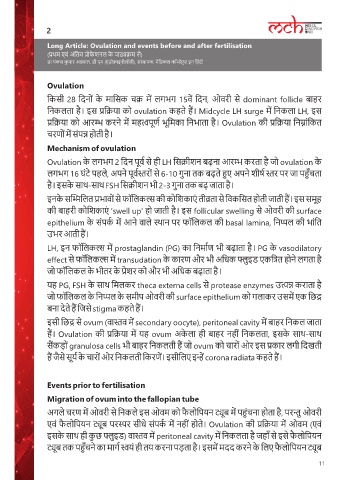 2
mch
Long Article: Ovulation and events before and after fertilisation
(प्रथम एवं अंतिम प्रोफेशनल के पाठ्यक्रम से)
Ovulation
किसी 28 दिनों के मासिक चक्र में लगभग 15वें दिन, ओवरी से dominant follicle बाहर
निकलता है। इस प्रक्रिया को ovulation कहते हैं। Midcycle LH surge में निकला LH, इस
प्रक्रिया को आरम्भ करने में महत्वपूर्ण भूमिका निभाता है। Ovulation की प्रक्रिया निम्नांकित
चरणों में संपन्न होती है।
Mechanism of ovulation
Ovulation के लगभग 2 दिन पूर्व से ही LH सिक्रीशन बढ़ना आरम्भ करता है जो ovulation के
लगभग 16 घंटे पहले, अपने पूर्वस्तरों से 6-10 गुना तक बढ़ते हुए अपने शीर्ष स्तर पर जा पहुँचता
है। इसके साथ-साथ FSH सिक्रीशन भी 2-3 गुना तक बढ़ जाता है।
इनके सम्मिलित प्रभावों से फॉलिकल्स की कोशिकाएं तीव्रता से विकसित होती जाती हैं। इस समूह
की बाहरी कोशिकाएं 'swell up' हो जाती है। इस follicular swelling से ओवरी की surface
epithelium के संपर्क में आने वाले स्थान पर फॉलिकल की basal lamina, निप्पल की भांति
उभर आती हैं।
LH, इन फॉलिकल्स में prostaglandin (PG) का निर्माण भी बढ़ाता है। PG के vasodilatory
effect से फॉलिकल्स में transudation के कारण और भी अधिक फ्लुइड एकत्रित होने लगता है
जो फॉलिकल के भीतर के प्रेशर को और भी अधिक बढ़ाता है।
यह PG, FSH के साथ मिलकर theca externa cells से protease enzymes उत्पन्न कराता है
जो फॉलिकल के निप्पल के समीप ओवरी की surface epithelium को गलाकर उसमें एक छिद्र
बना देते हैं जिसे stigma कहते हैं।
इसी छिद्र से ovum (वास्तव में secondary oocyte), peritoneal cavity में बाहर निकल जाता
है। Ovulation की प्रक्रिया में यह ovum अकेला ही बाहर नहीं निकलता, इसके साथ-साथ
सैंकड़ों granulosa cells भी बाहर निकलती हैं जो ovum को चारों ओर इस प्रकार लगी दिखती
हैं जैसे सूर्य के चारों ओर निकलती किरणें। इसीलिए इन्हें corona radiata कहते हैं।
Events prior to fertilisation
Migration of ovum into the fallopian tube
अगले चरण में ओवरी से निकले इस ओवम को फैलोपियन ट्यूब में पहुंचना होता है, परन्तु ओवरी
एवं फैलोपियन ट्यूब परस्पर सीधे संपर्क में नहीं होते। Ovulation की प्रक्रिया में ओवम (एवं
इसके साथ ही कुछ फ्लुइड) वास्तव में peritoneal cavity में निकलता है जहाँ से इसे फैलोपियन
ट्यूब तक पहुँचने का मार्ग स्वयं ही तय करना पड़ता है। इसमें मदद करने के लिए फैलोपियन ट्यूब
11